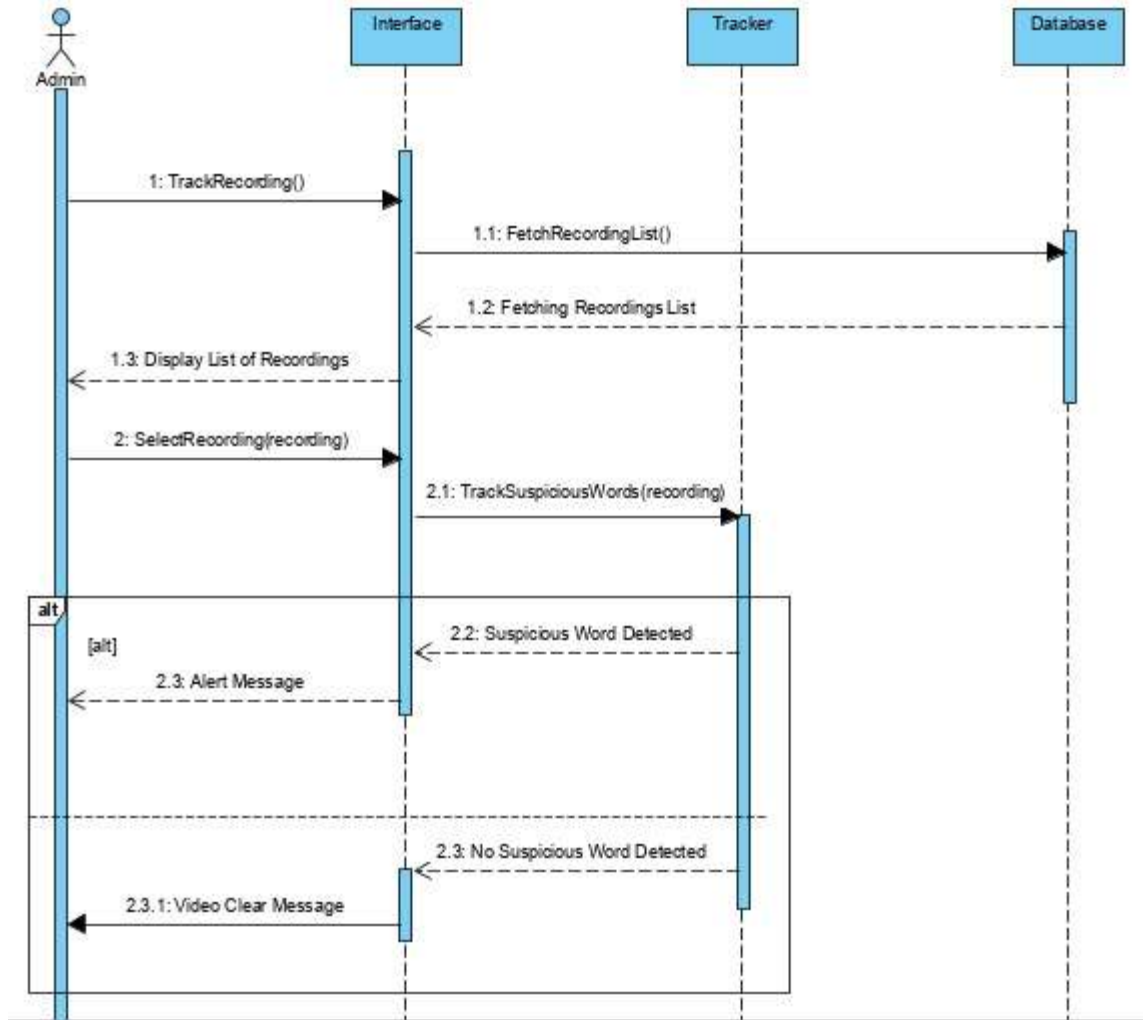 Interface
Tracker
Database
Admin
1: TrackRecording()
1.1: FetchRecordingList()
1.2: Fetching Recordings List
1.3: Display List of Recordings
2: SelectRecording(recording)
2.1: TrackSuspiciousWords(recording)
alt
2.2: Suspicious Word Detected
[alt]
2.3: Alert Message
2.3: No Suspicious Word Detected
2.3.1: Video Clear Message